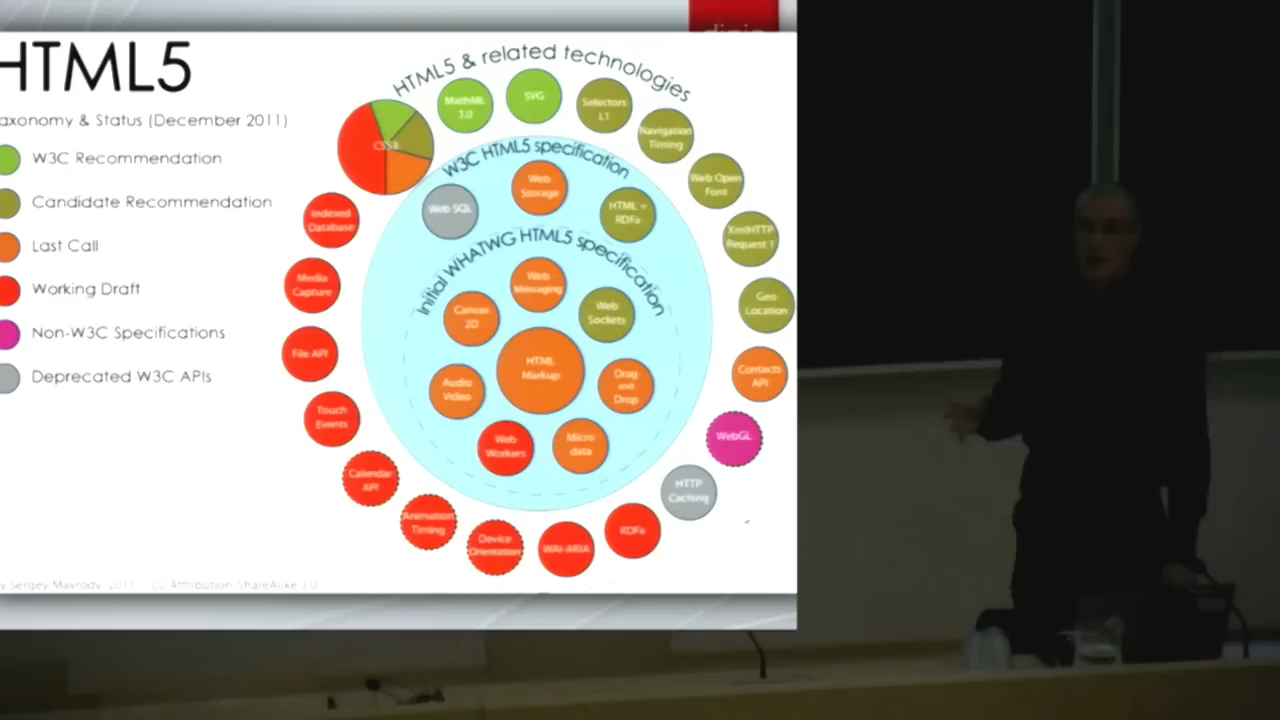 HTML5
axonomy & Status (December 2011)
W3C Recommendation
Candidate Recommendation
Last Call
Working Draft
Non-W3C Specifications
Deprecated W3C APIs
HTML5 & related technologies
CSS3
MathML
3.0
SVG
Selectors
L1
Navigation
Timing
Web Open
Font
XmlHTTP
Request 1
Geo
Location
Contacts
API
WebGL
HTTP
Caching
RDFa
WAI-ARIA
Device
Orientation
Animation
Timing
Calendar
API
Touch
Events
File API
Media
Capture
Indexed
Database
W3C HTML5 specification
Web SQL
Web
Storage
HTML +
RDFa
Initial WHATWG HTML5 specification
Web
Messaging
Canvas
2D
Web
Sockets
HTML
Markup
Audio
Video
Drag
and
Drop
Web
Workers
Micro
data
y Sergey Mavrody, 2011 CC Attribution ShareAlike 3.0